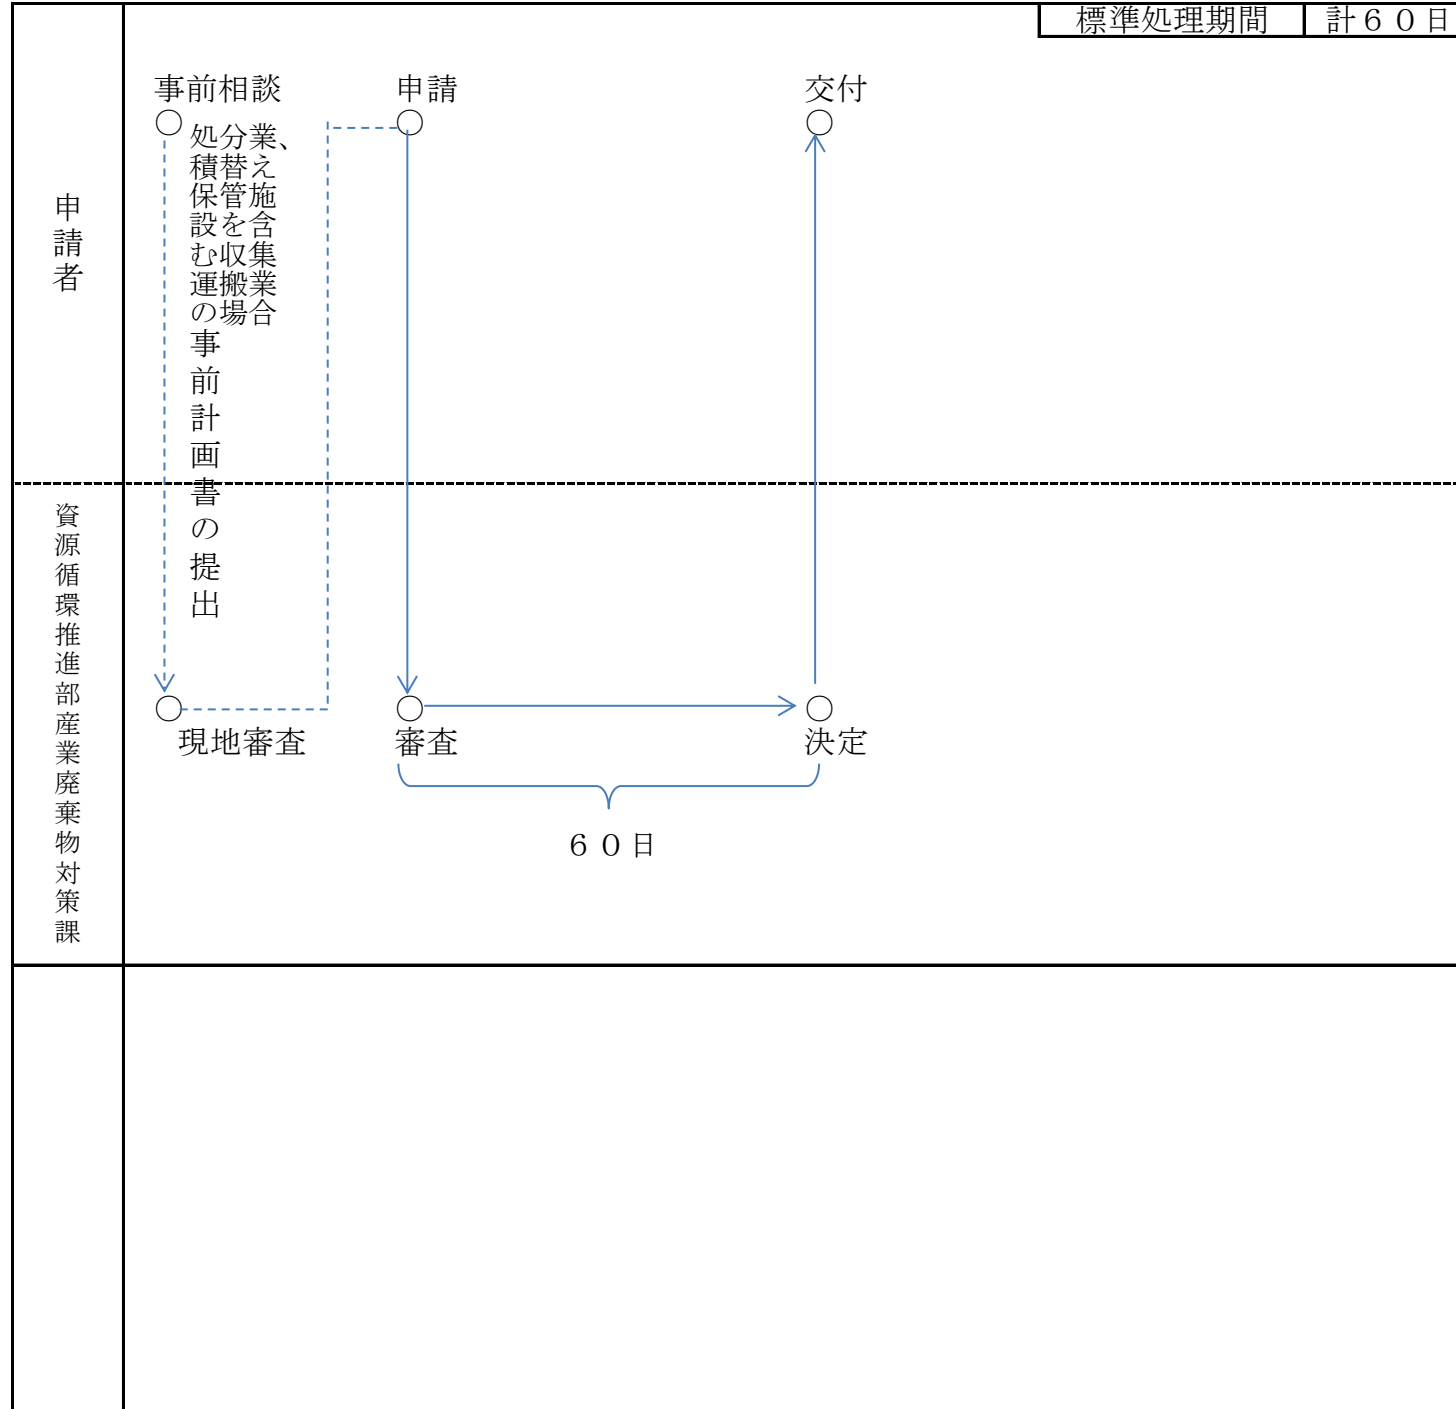 標準処理期間 計６０日
事前相談 申請 交付
処分業、
積替え
保管施
設を含
む収集
運搬業
の場合
事前計画書の提出
申請者
資源循環推進部産業廃棄物対策課
現地審査 審査 決定
６０日